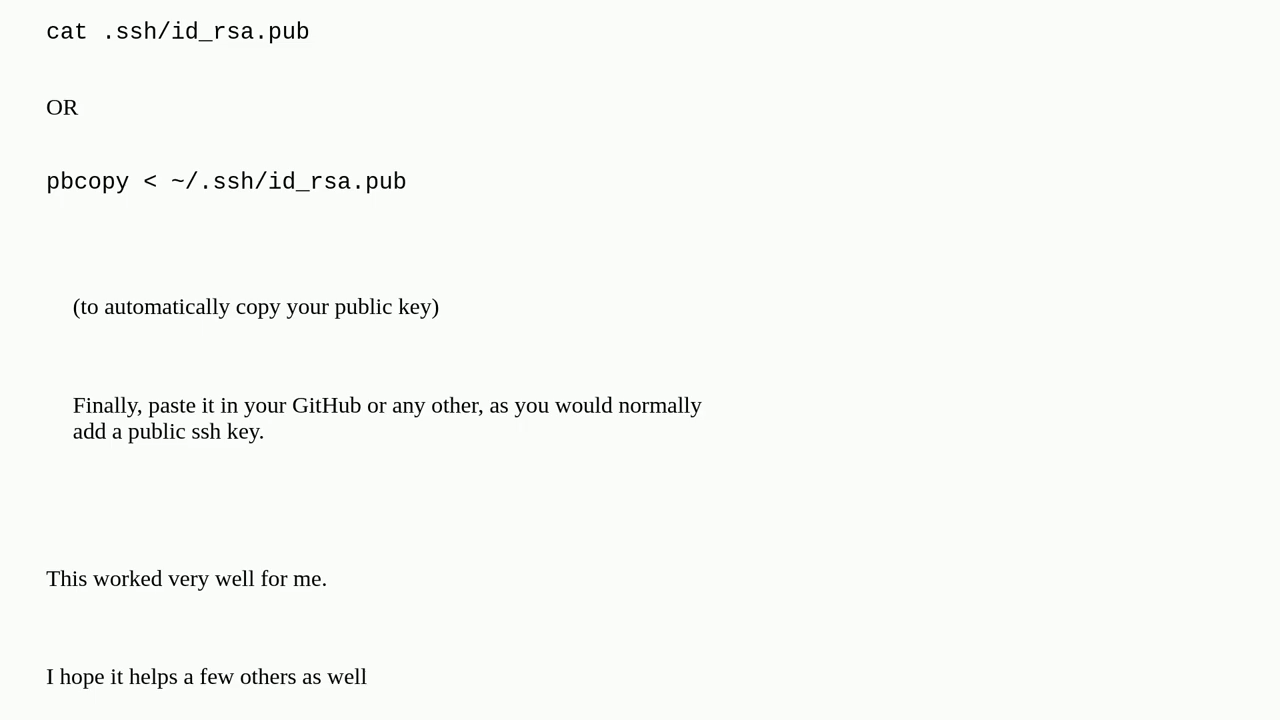 cat .ssh/id_rsa.pub
OR
pbcopy < ~/.ssh/id_rsa.pub
(to automatically copy your public key)
Finally, paste it in your GitHub or any other, as you would normally
add a public ssh key.
This worked very well for me.
I hope it helps a few others as well